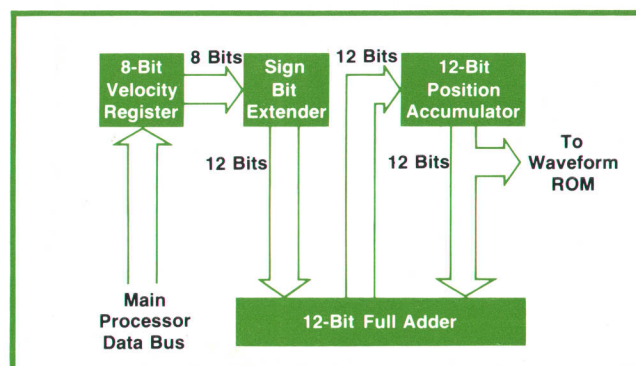 8-Bit
Velocity
Register
8 Bits
Sign
Bit
Extender
12 Bits
12-Bit
Position
Accumulator
12 Bits
12 Bits
To
Waveform
ROM
Main
Processor
Data Bus
12-Bit Full Adder